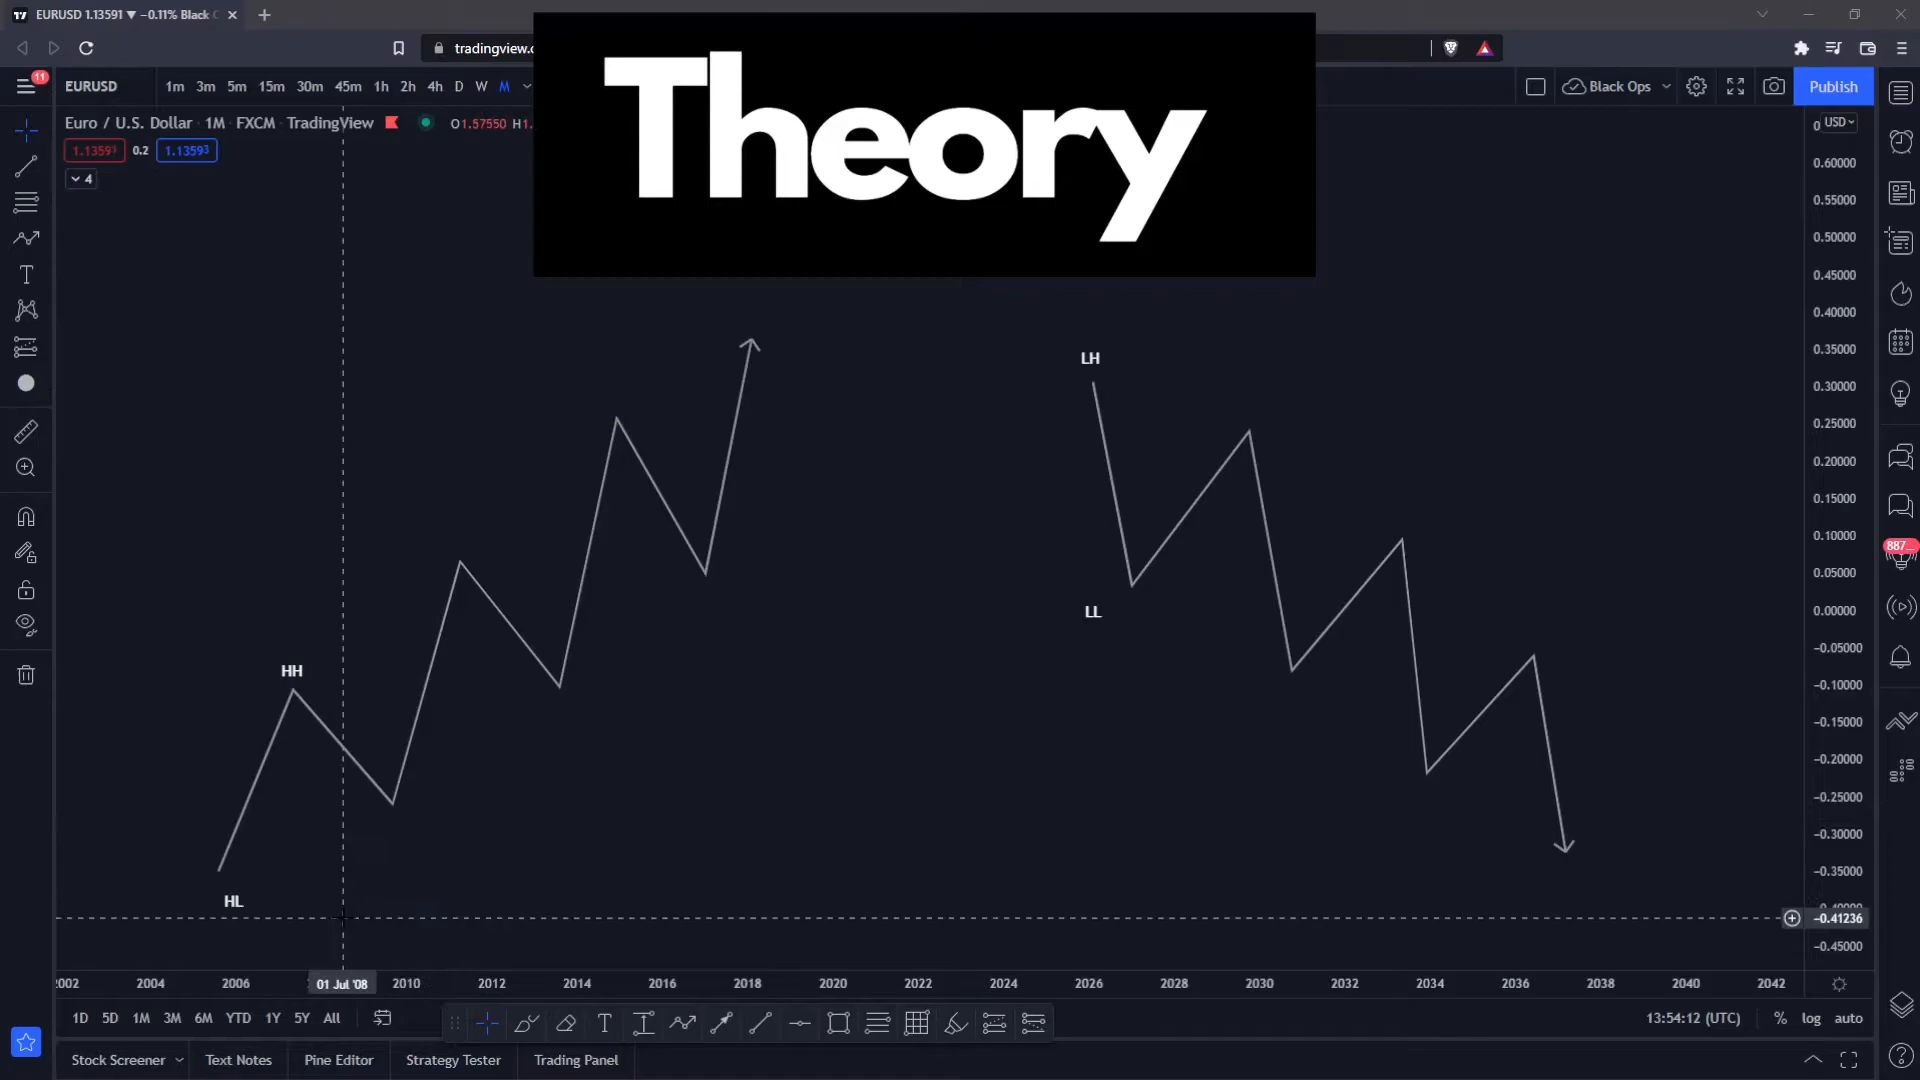 EURUSD 1.13591 ▼ −0.11% Black
tradingview.
Theory
11
EURUSD
1m 3m 5m 15m 30m 45m 1h 2h 4h D W M
Black Ops
Publish
Euro / U.S. Dollar · 1M · FXCM · TradingView
O1.57550 H1.
1.13591 0.2 1.13593
4
USD
0
0.60000
0.55000
0.50000
0.45000
0.40000
0.35000
0.30000
0.25000
0.20000
0.15000
0.10000
0.05000
0.00000
−0.05000
−0.10000
−0.15000
−0.20000
−0.25000
−0.30000
−0.35000
−0.41236
−0.45000
887
LH
LL
HH
HL
2002 2004 2006 01 Jul '08 2010 2012 2014 2016 2018 2020 2022 2024 2026 2028 2030 2032 2034 2036 2038 2040 2042
1D 5D 1M 3M 6M YTD 1Y 5Y All
13:54:12 (UTC) % log auto
Stock Screener Text Notes Pine Editor Strategy Tester Trading Panel